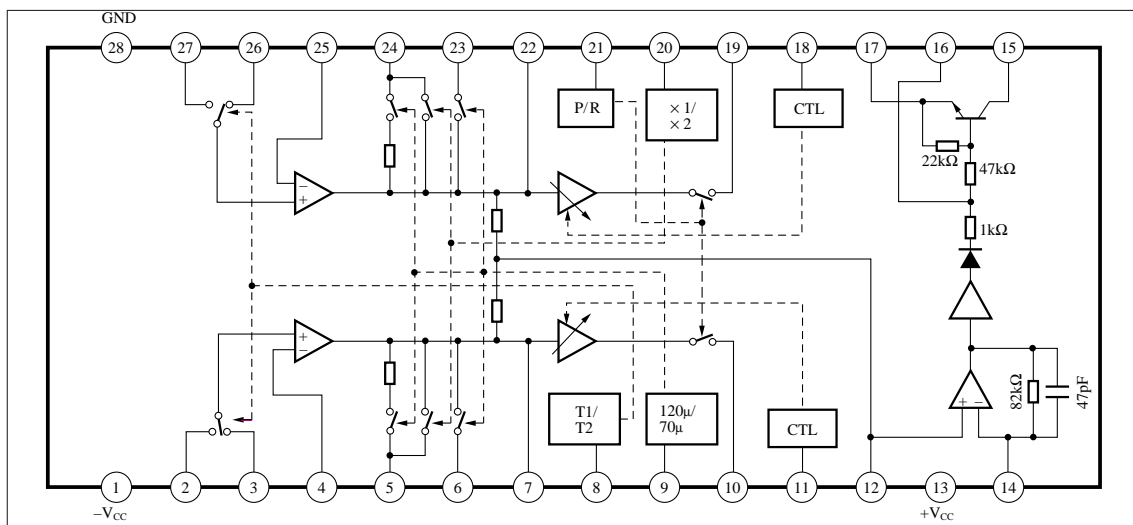 GND
28 27 26 25 24 23 22 21 20 19 18 17 16 15
P/R
× 1/
× 2
CTL
22kΩ
47kΩ
1kΩ
82kΩ
47pF
T1/
T2
120μ/
70μ
CTL
− + + − + −
1 2 3 4 5 6 7 8 9 10 11 12 13 14
−VCC
+VCC